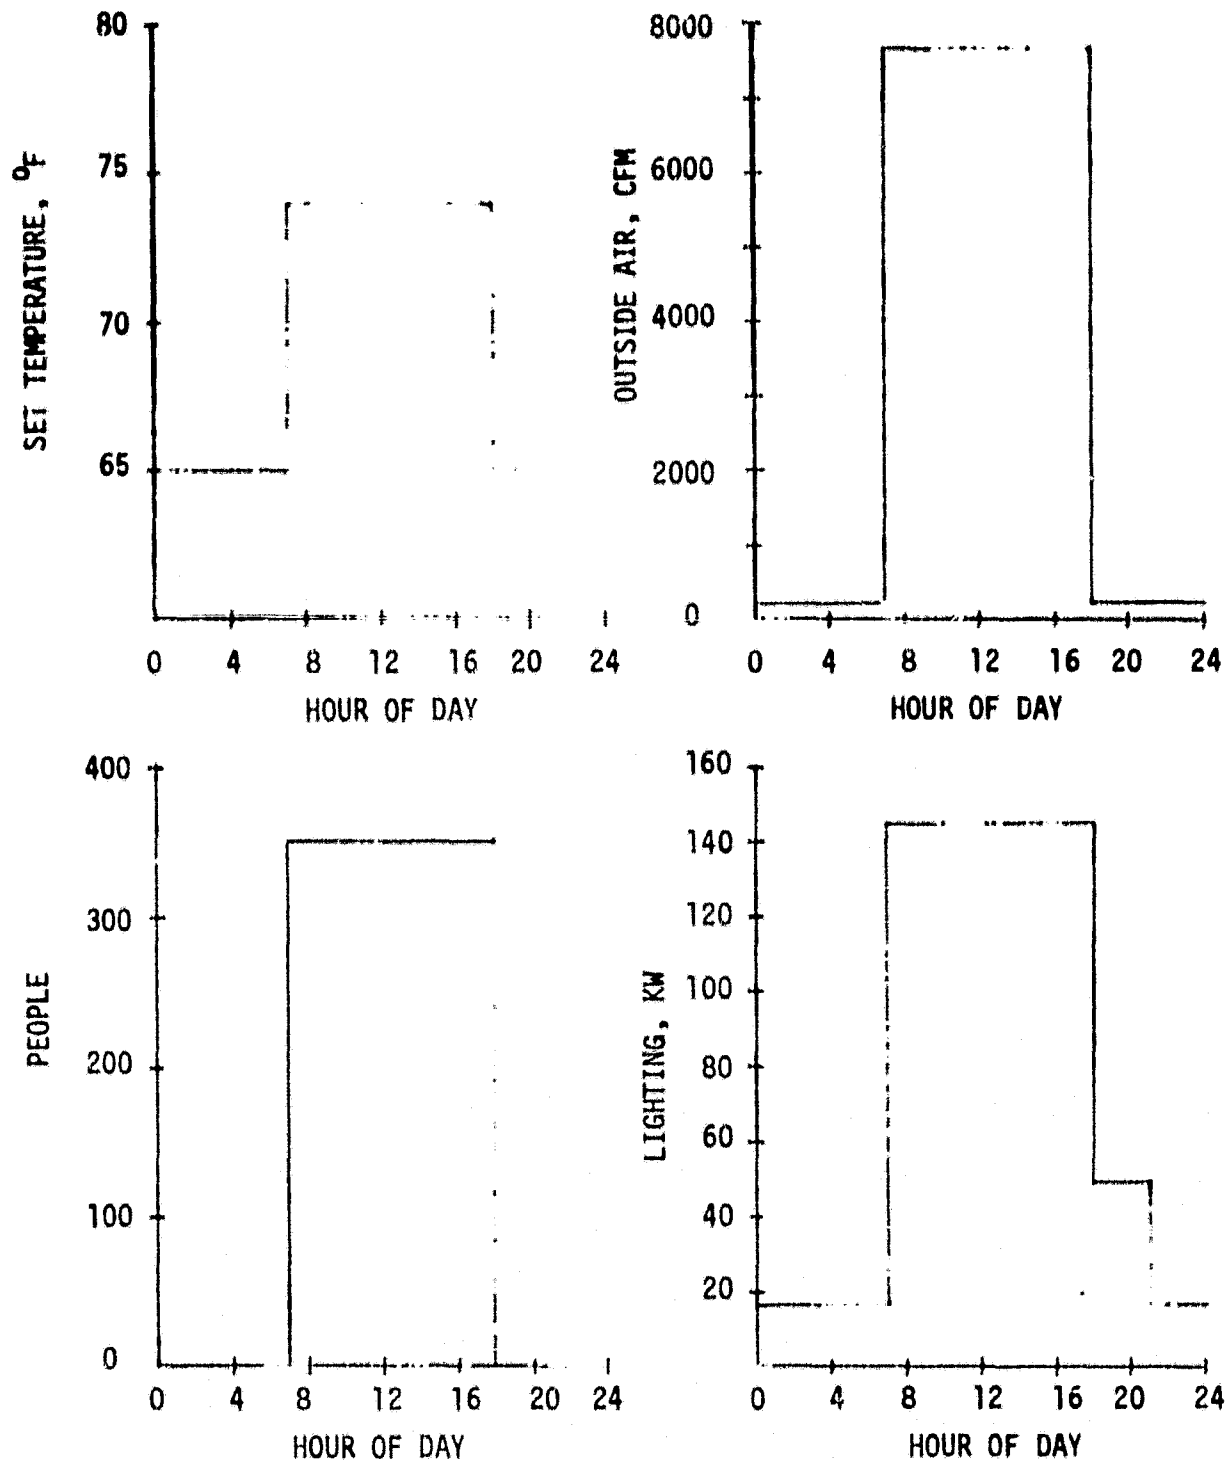 80
75
70
65
SET TEMPERATURE, °F
0 4 8 12 16 20 24
HOUR OF DAY
8000
6000
4000
2000
0
OUTSIDE AIR, CFM
0 4 8 12 16 20 24
HOUR OF DAY
400
300
200
100
0
PEOPLE
0 4 8 12 16 20 24
HOUR OF DAY
160
140
120
100
80
60
40
20
LIGHTING, KW
0 4 8 12 16 20 24
HOUR OF DAY